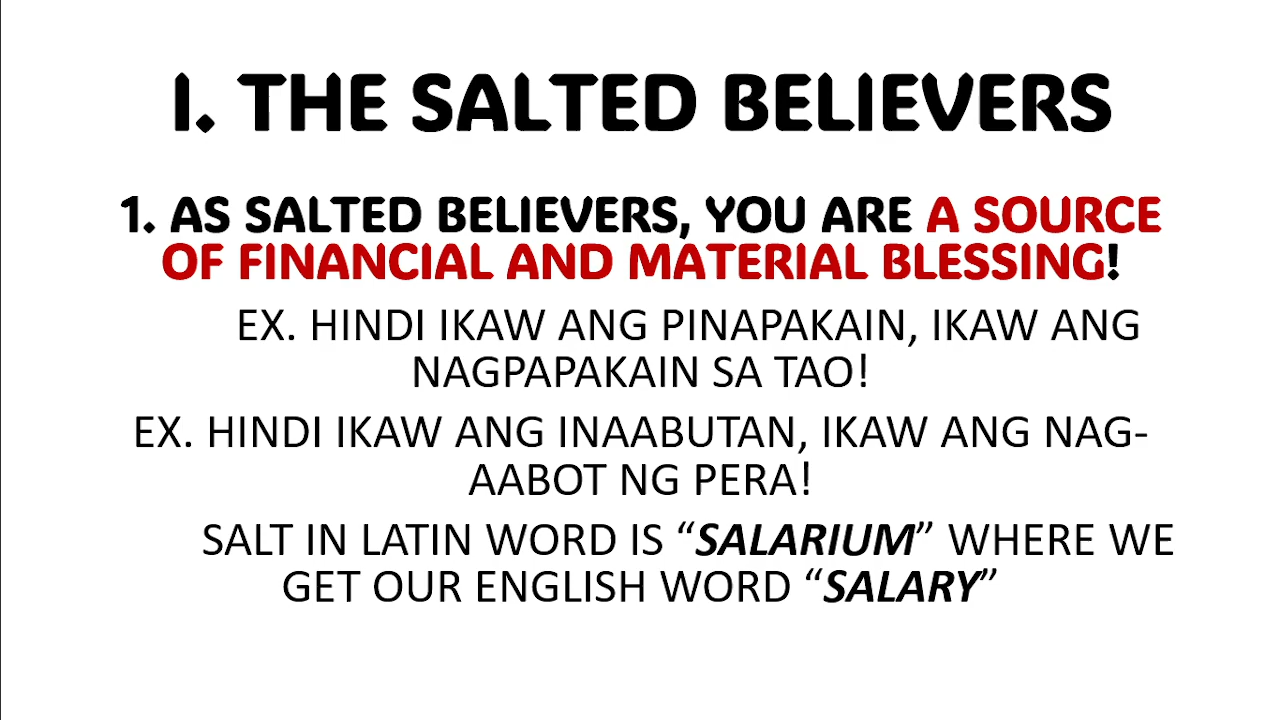 I. THE SALTED BELIEVERS
1. AS SALTED BELIEVERS, YOU ARE A SOURCE
OF FINANCIAL AND MATERIAL BLESSING!
EX. HINDI IKAW ANG PINAPAKAIN, IKAW ANG
NAGPAPAKAIN SA TAO!
EX. HINDI IKAW ANG INAABUTAN, IKAW ANG NAG-
AABOT NG PERA!
SALT IN LATIN WORD IS “SALARIUM” WHERE WE
GET OUR ENGLISH WORD “SALARY”